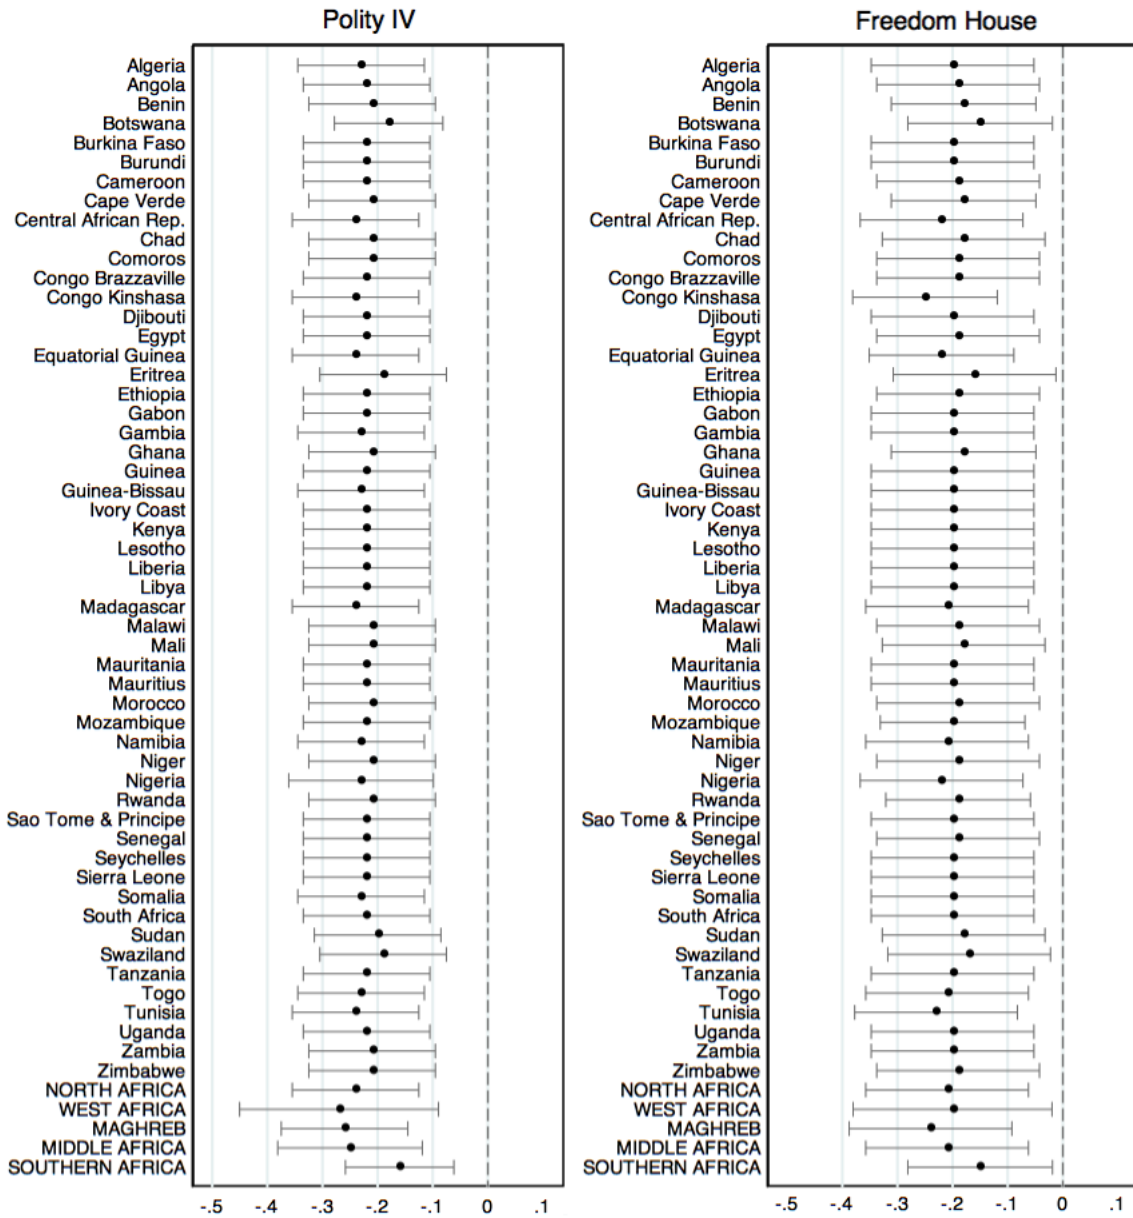 Polity IV
Freedom House
Algeria
Angola
Benin
Botswana
Burkina Faso
Burundi
Cameroon
Cape Verde
Central African Rep.
Chad
Comoros
Congo Brazzaville
Congo Kinshasa
Djibouti
Egypt
Equatorial Guinea
Eritrea
Ethiopia
Gabon
Gambia
Ghana
Guinea
Guinea-Bissau
Ivory Coast
Kenya
Lesotho
Liberia
Libya
Madagascar
Malawi
Mali
Mauritania
Mauritius
Morocco
Mozambique
Namibia
Niger
Nigeria
Rwanda
Sao Tome & Principe
Senegal
Seychelles
Sierra Leone
Somalia
South Africa
Sudan
Swaziland
Tanzania
Togo
Tunisia
Uganda
Zambia
Zimbabwe
NORTH AFRICA
WEST AFRICA
MAGHREB
MIDDLE AFRICA
SOUTHERN AFRICA
-.5 -.4 -.3 -.2 -.1 0 .1
Algeria
Angola
Benin
Botswana
Burkina Faso
Burundi
Cameroon
Cape Verde
Central African Rep.
Chad
Comoros
Congo Brazzaville
Congo Kinshasa
Djibouti
Egypt
Equatorial Guinea
Eritrea
Ethiopia
Gabon
Gambia
Ghana
Guinea
Guinea-Bissau
Ivory Coast
Kenya
Lesotho
Liberia
Libya
Madagascar
Malawi
Mali
Mauritania
Mauritius
Morocco
Mozambique
Namibia
Niger
Nigeria
Rwanda
Sao Tome & Principe
Senegal
Seychelles
Sierra Leone
Somalia
South Africa
Sudan
Swaziland
Tanzania
Togo
Tunisia
Uganda
Zambia
Zimbabwe
NORTH AFRICA
WEST AFRICA
MAGHREB
MIDDLE AFRICA
SOUTHERN AFRICA
-.5 -.4 -.3 -.2 -.1 0 .1